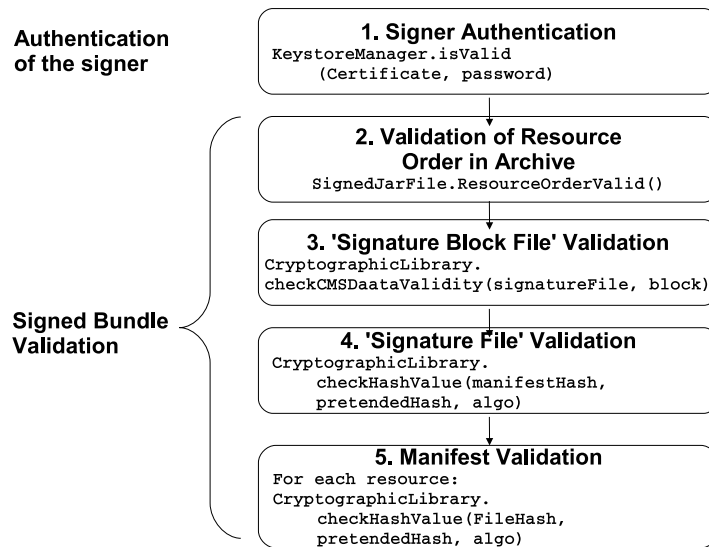 Authentication
of the signer
1. Signer Authentication
KeystoreManager.isValid
(Certificate, password)
2. Validation of Resource
Order in Archive
SignedJarFile.ResourceOrderValid()
3. 'Signature Block File' Validation
CryptographicLibrary.
checkCMSDaataValidity(signatureFile, block)
Signed Bundle
Validation
4. 'Signature File' Validation
CryptographicLibrary.
checkHashValue(manifestHash,
pretendedHash, algo)
5. Manifest Validation
For each resource:
CryptographicLibrary.
checkHashValue(FileHash,
pretendedHash, algo)